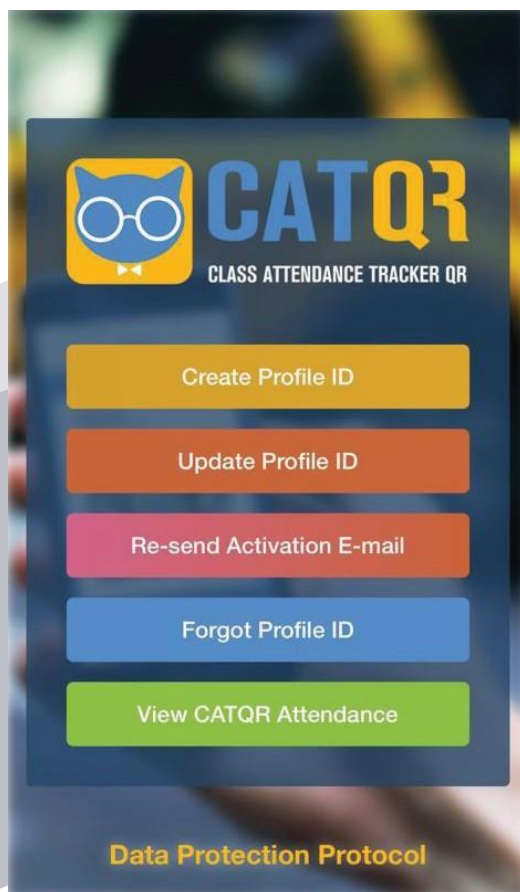 CATQR
CLASS ATTENDANCE TRACKER QR
Create Profile ID
Update Profile ID
Re-send Activation E-mail
Forgot Profile ID
View CATQR Attendance
Data Protection Protocol